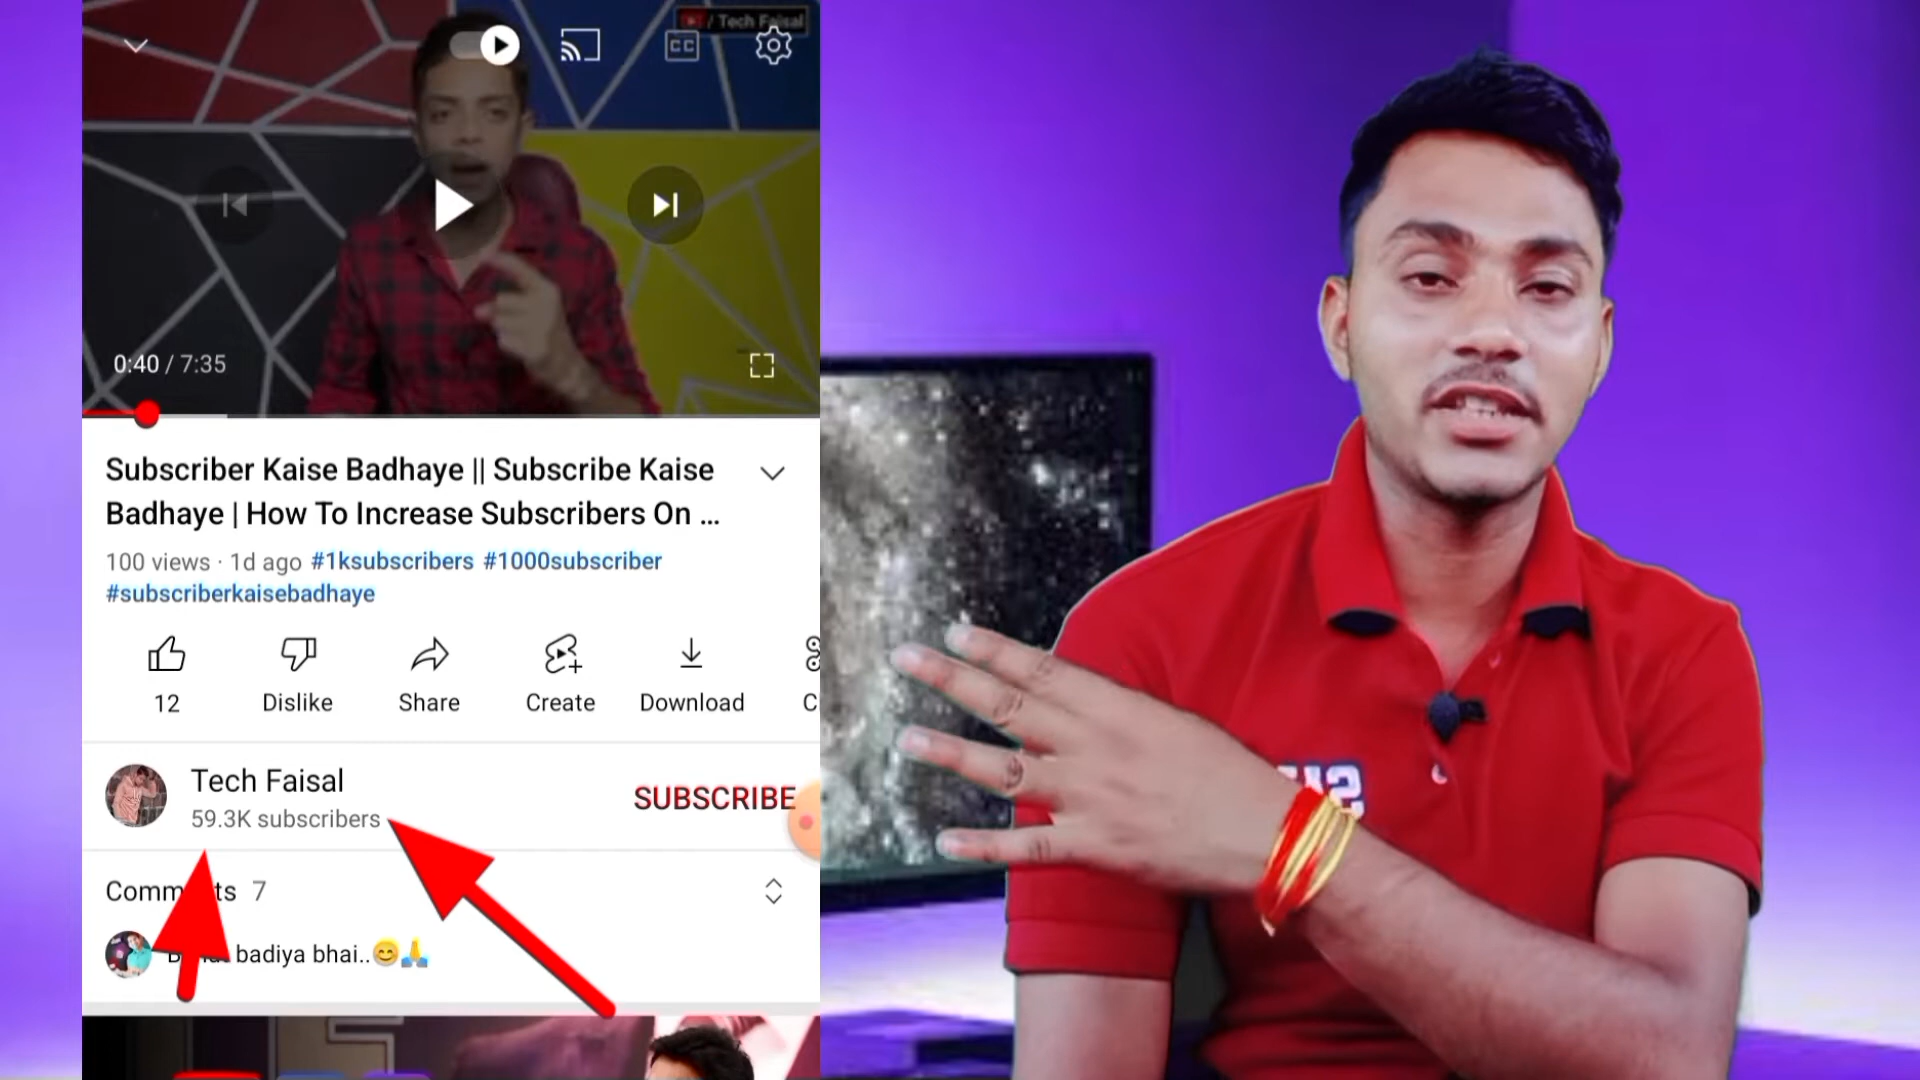 / Tech Faisal
CC
0:40 / 7:35
Subscriber Kaise Badhaye || Subscribe Kaise
Badhaye | How To Increase Subscribers On ...
100 views · 1d ago #1ksubscribers #1000subscriber
#subscriberkaisebadhaye
12 Dislike Share Create Download C
Tech Faisal
59.3K subscribers
SUBSCRIBE
Comments 7
badiya bhai..😊🙏